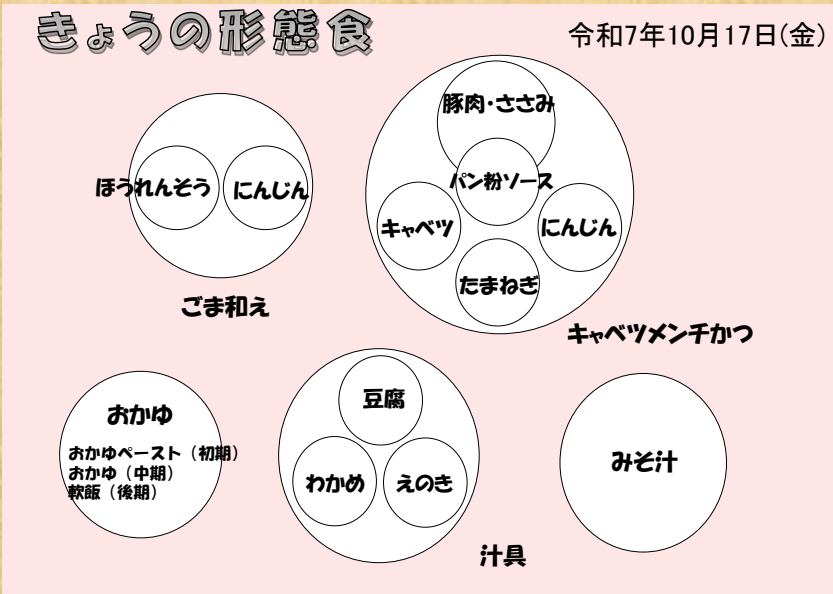 きょうの形態食
令和7年10月17日(金)
ほうれんそう
にんじん
ごま和え
豚肉・ささみ
パン粉ソース
キャベツ
にんじん
たまねぎ
キャベツメンチかつ
おかゆ
おかゆペースト（初期）
おかゆ（中期）
軟飯（後期）
豆腐
わかめ
えのき
汁具
みそ汁